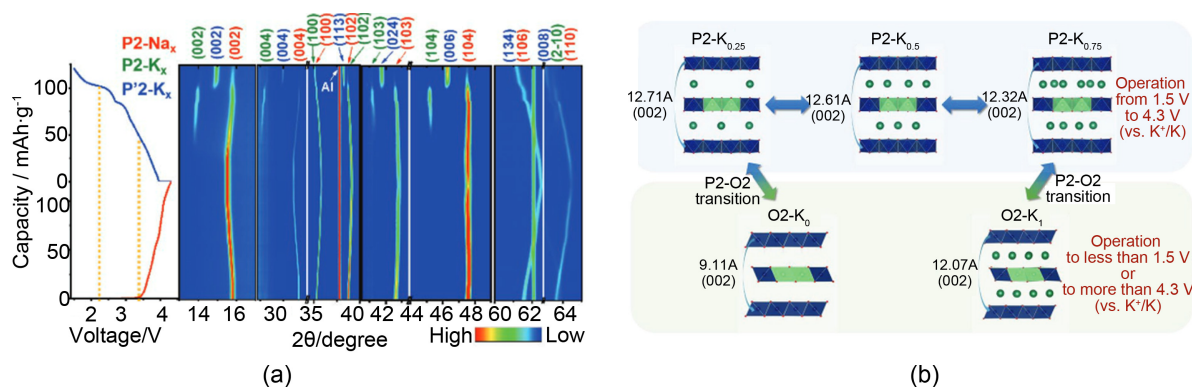 P2-Naₓ
P2-Kₓ
P'2-Kₓ
(002)
(002)
(002)
(004)
(004)
(004)
(100)
(100)
(113)
(102)
(102)
(103)
(024)
(103)
(104)
(006)
(104)
(134)
(106)
(008)
(2-10)
(110)
Al
Capacity / mAh·g⁻¹
100
50
0
100
50
0
2 3 4
14 16 30 35 40 42 44 46 48 60 62 64
Voltage/V
2θ/degree
High
Low
(a)
P2-K₀.₂₅
P2-K₀.₅
P2-K₀.₇₅
12.71A
(002)
12.61A
(002)
12.32A
(002)
Operation
from 1.5 V
to 4.3 V
(vs. K⁺/K)
P2-O2
transition
P2-O2
transition
O2-K₀
O2-K₁
9.11A
(002)
12.07A
(002)
Operation
to less than 1.5 V
or
to more than 4.3 V
(vs. K⁺/K)
(b)